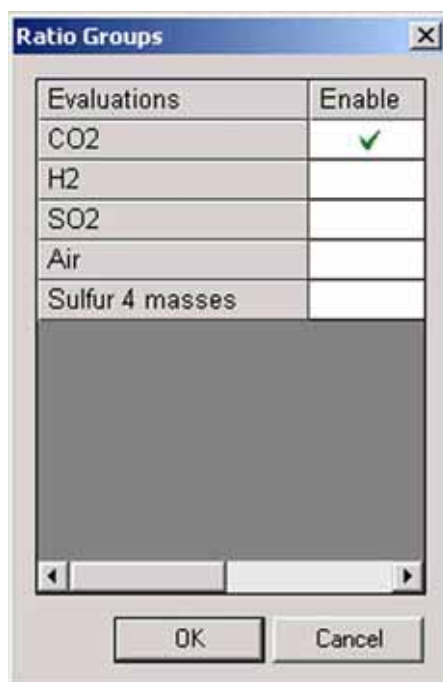 Ratio Groups
Evaluations Enable
CO2
H2
SO2
Air
Sulfur 4 masses
OK Cancel